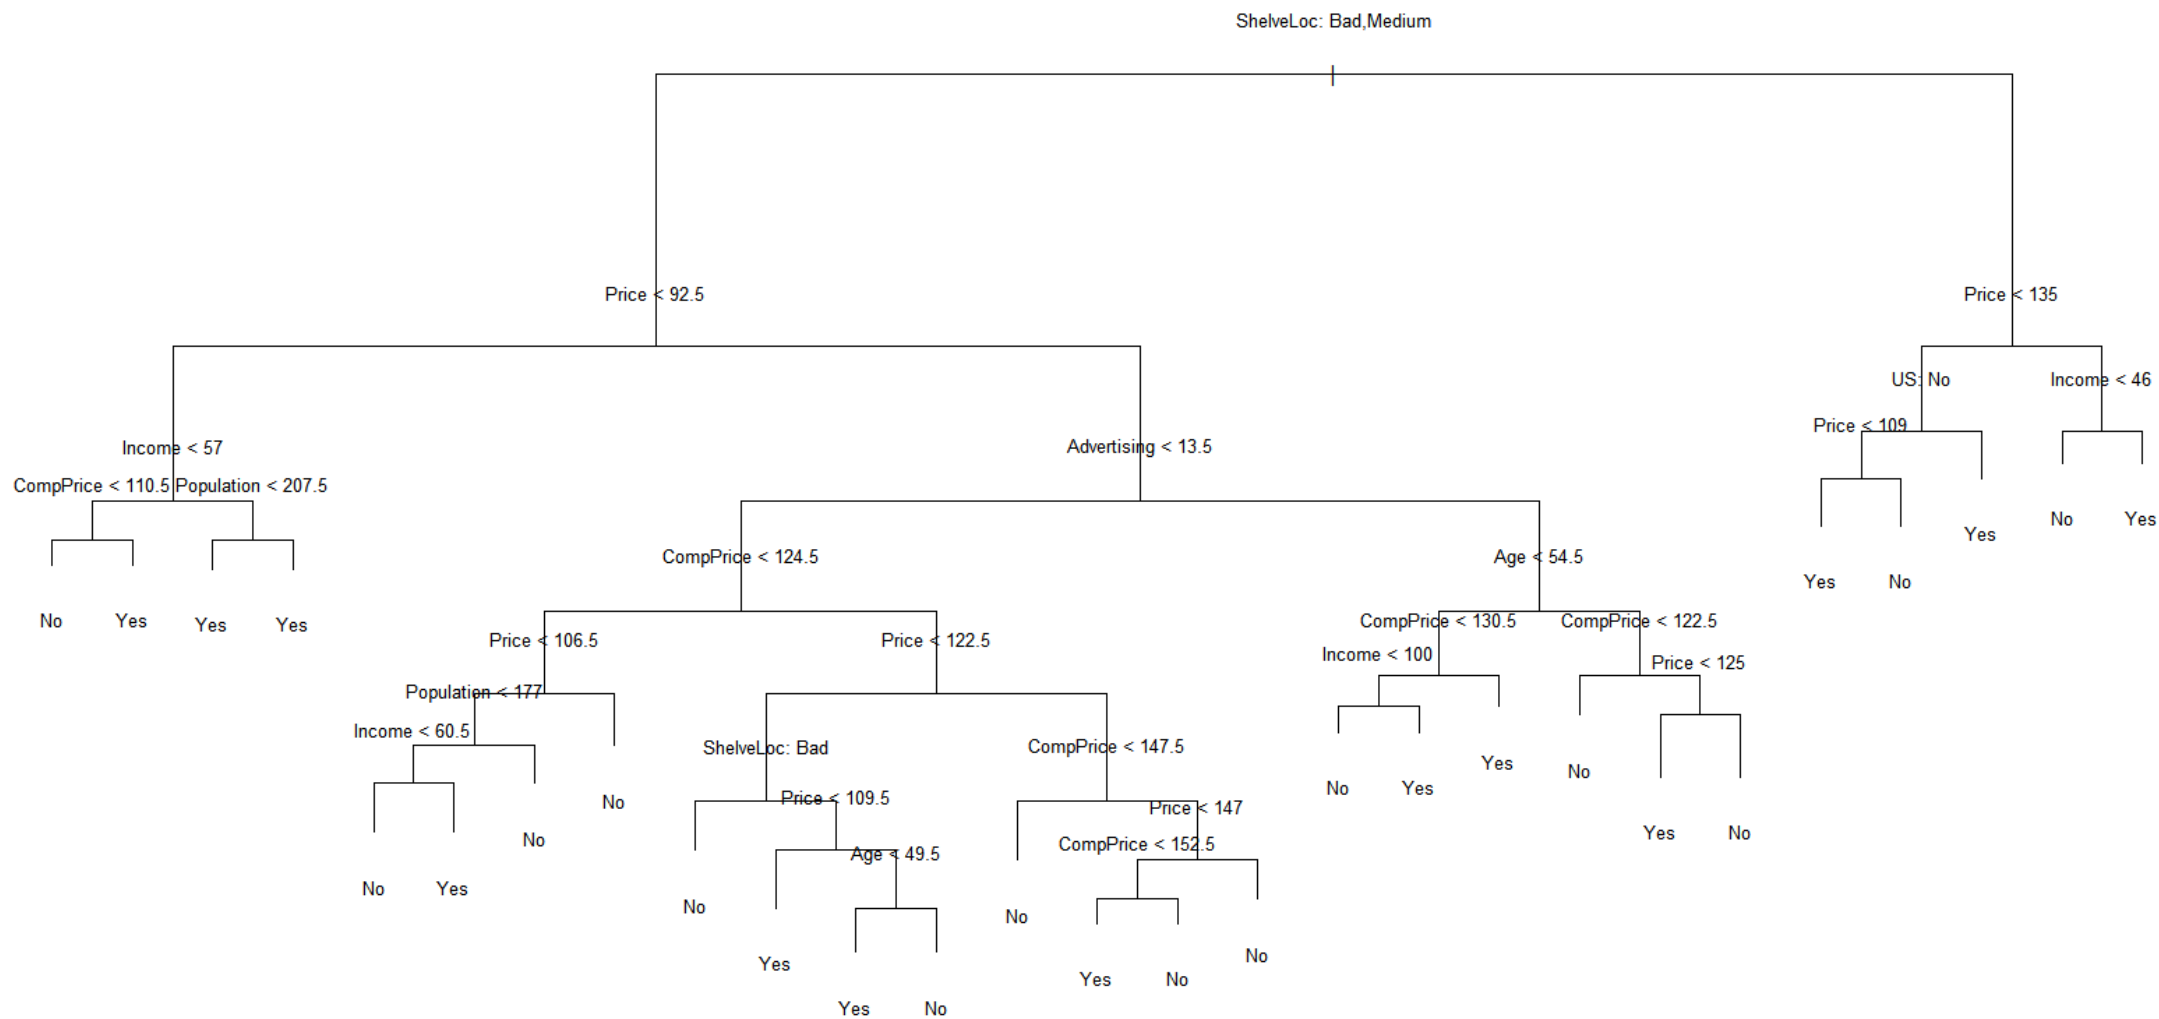 ShelveLoc: Bad,Medium
Price < 92.5
Price < 135
US: No
Income < 46
Price < 109
Income < 57
Advertising < 13.5
CompPrice < 110.5
Population < 207.5
No
Yes
Yes
No
Yes
CompPrice < 124.5
Age < 54.5
Yes
No
No
Yes
Yes
Yes
CompPrice < 130.5
CompPrice < 122.5
Price < 106.5
Price < 122.5
Income < 100
Price < 125
Population < 177
Income < 60.5
ShelveLoc: Bad
CompPrice < 147.5
Yes
No
No
Yes
Price < 109.5
No
Price < 147
Yes
No
No
CompPrice < 152.5
Age < 49.5
No
Yes
No
No
No
Yes
Yes
No
Yes
No